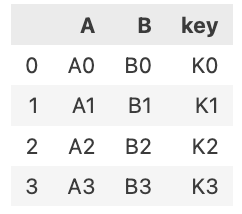 A B key
0 A0 B0 K0
1 A1 B1 K1
2 A2 B2 K2
3 A3 B3 K3